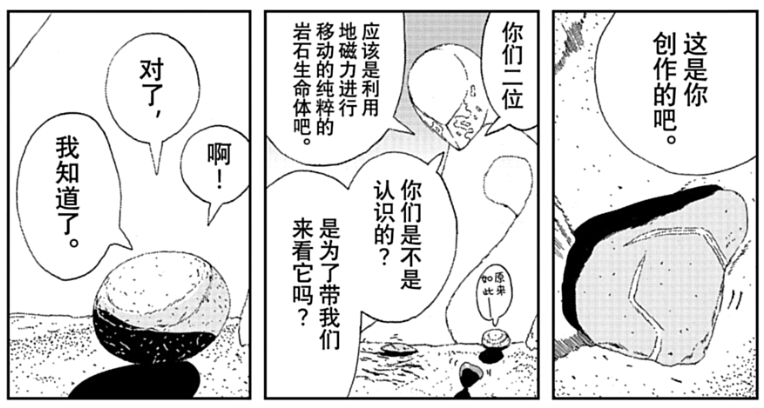 这是你
创作的吧。
你们二位
应该是利用
地磁力进行
移动的纯粹的
岩石生命体吧。
你们是不是
认识的？
是为了带我们
来看它吗？
原来
如此
啊！
对了，
我知道了。